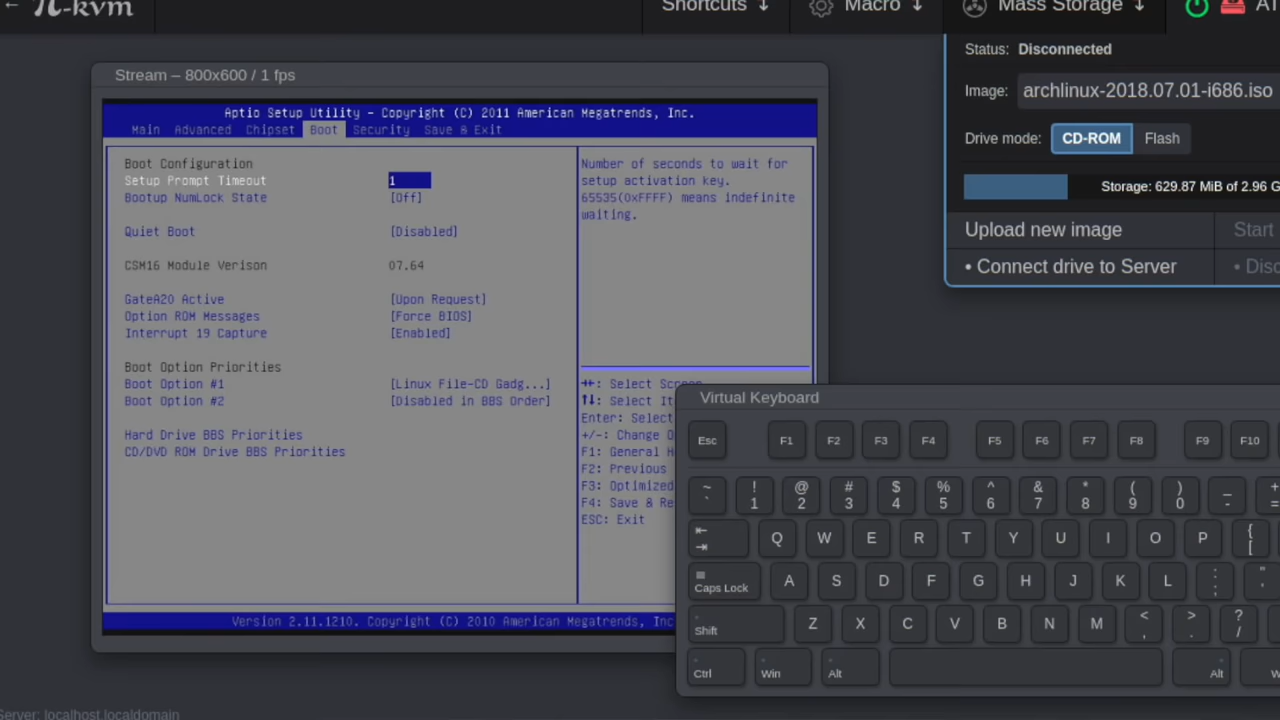 ← π-kvm
Shortcuts ↓
Macro ↓
Mass Storage ↓
Status: Disconnected
Image: archlinux-2018.07.01-i686.iso
Drive mode: CD-ROM Flash
Storage: 629.87 MiB of 2.96
Upload new image
Start
• Connect drive to Server
Stream – 800x600 / 1 fps
Aptio Setup Utility - Copyright (C) 2011 American Megatrends, Inc.
Main Advanced Chipset Boot Security Save & Exit
Boot Configuration
Setup Prompt Timeout 1
Bootup NumLock State [Off]
Quiet Boot [Disabled]
CSM16 Module Verison 07.64
GateA20 Active [Upon Request]
Option ROM Messages [Force BIOS]
Interrupt 19 Capture [Enabled]
Boot Option Priorities
Boot Option #1 [Linux File-CD Gadg...]
Boot Option #2 [Disabled in BBS Order]
Hard Drive BBS Priorities
CD/DVD ROM Drive BBS Priorities
Number of seconds to wait for
setup activation key.
65535(0xFFFF) means indefinite
waiting.
→←: Select
↑↓: Select
Enter: Select
+/-: Change
F1: General
F2: Previous
F3: Optimized
F4: Save &
ESC: Exit
Version 2.11.1210. Copyright (C) 2010 American Megatrends, Inc
Virtual Keyboard
Esc F1 F2 F3 F4 F5 F6 F7 F8 F9 F10
~ ! @ # $ % ^ & * ( ) _ +
` 1 2 3 4 5 6 7 8 9 0 - =
⇤ Q W E R T Y U I O P {
⇥ [
Caps Lock A S D F G H J K L : "
; '
Shift Z X C V B N M < > ?
, . /
Ctrl Win Alt Alt
Server: localhost.localdomain